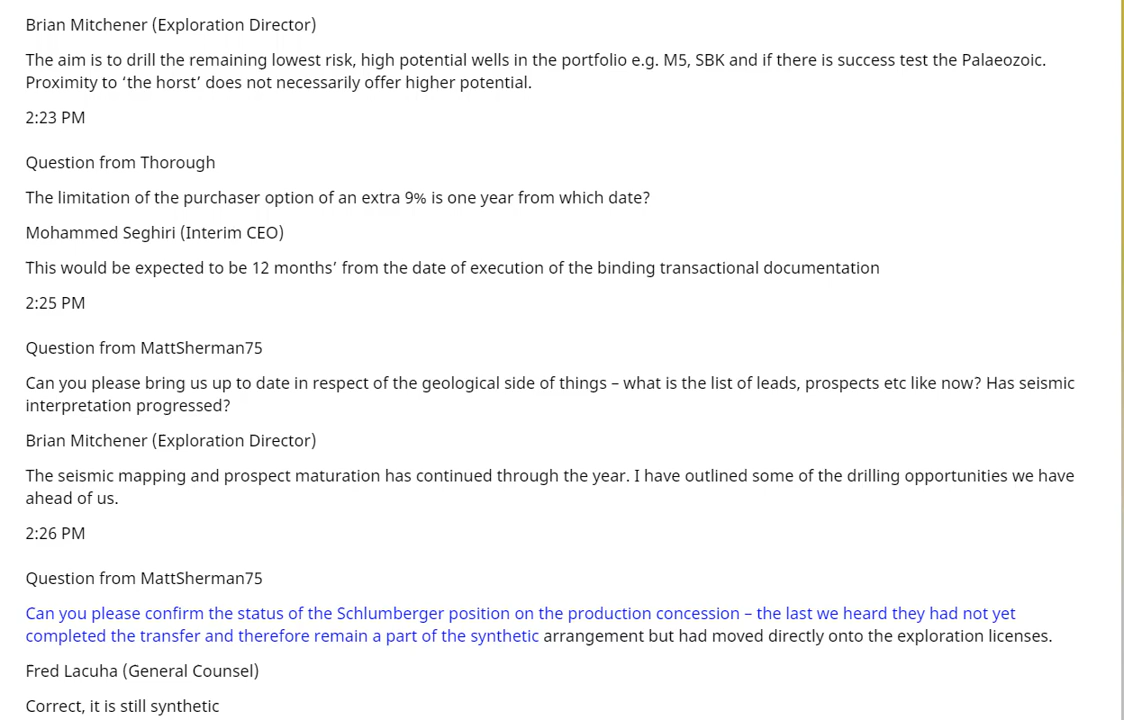 Brian Mitchener (Exploration Director)
The aim is to drill the remaining lowest risk, high potential wells in the portfolio e.g. M5, SBK and if there is success test the Palaeozoic.
Proximity to ‘the horst’ does not necessarily offer higher potential.
2:23 PM
Question from Thorough
The limitation of the purchaser option of an extra 9% is one year from which date?
Mohammed Seghiri (Interim CEO)
This would be expected to be 12 months’ from the date of execution of the binding transactional documentation
2:25 PM
Question from MattSherman75
Can you please bring us up to date in respect of the geological side of things – what is the list of leads, prospects etc like now? Has seismic
interpretation progressed?
Brian Mitchener (Exploration Director)
The seismic mapping and prospect maturation has continued through the year. I have outlined some of the drilling opportunities we have
ahead of us.
2:26 PM
Question from MattSherman75
Can you please confirm the status of the Schlumberger position on the production concession – the last we heard they had not yet
completed the transfer and therefore remain a part of the synthetic arrangement but had moved directly onto the exploration licenses.
Fred Lacuha (General Counsel)
Correct, it is still synthetic